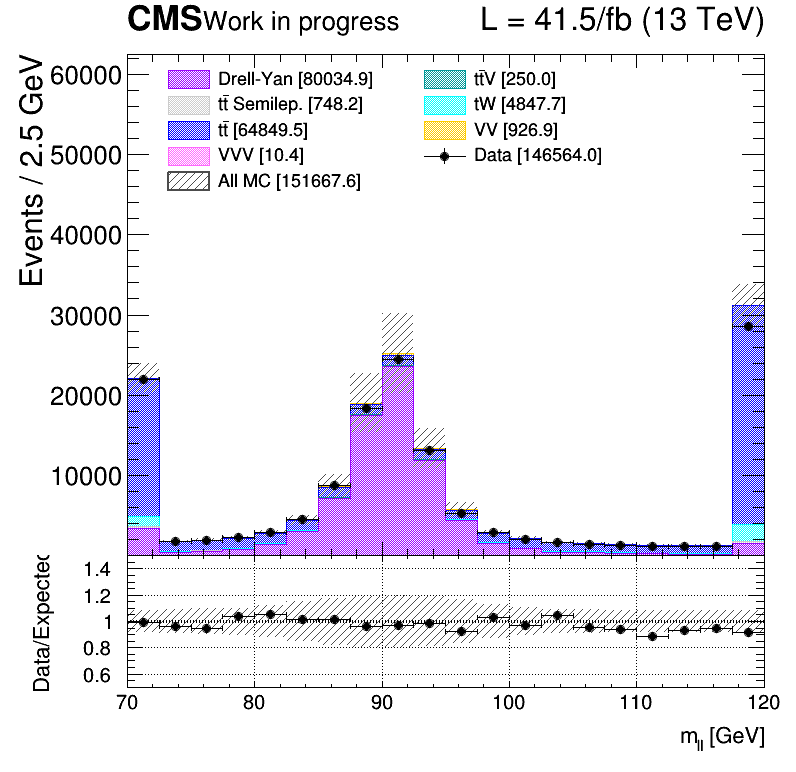 CMS Work in progress L = 41.5/fb (13 TeV)
Events / 2.5 GeV
60000
50000
40000
30000
20000
10000
Drell-Yan [80034.9]
tt̄ Semilep. [748.2]
tt̄ [64849.5]
VVV [10.4]
All MC [151667.6]
tt̄V [250.0]
tW [4847.7]
VV [926.9]
Data [146564.0]
Data/Expected
1.4
1.2
1
0.8
0.6
70 80 90 100 110 120
m_ll [GeV]